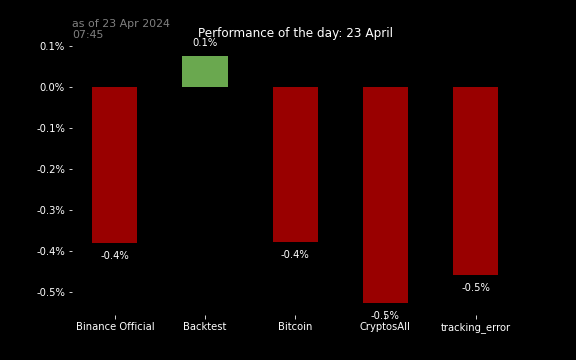 as of 23 Apr 2024
07:45
Performance of the day: 23 April
0.1%
0.1%
0.0%
-0.1%
-0.2%
-0.3%
-0.4%
-0.4%
-0.4%
-0.5%
-0.5%
-0.5%
Binance Official
Backtest
Bitcoin
CryptosAll
tracking_error